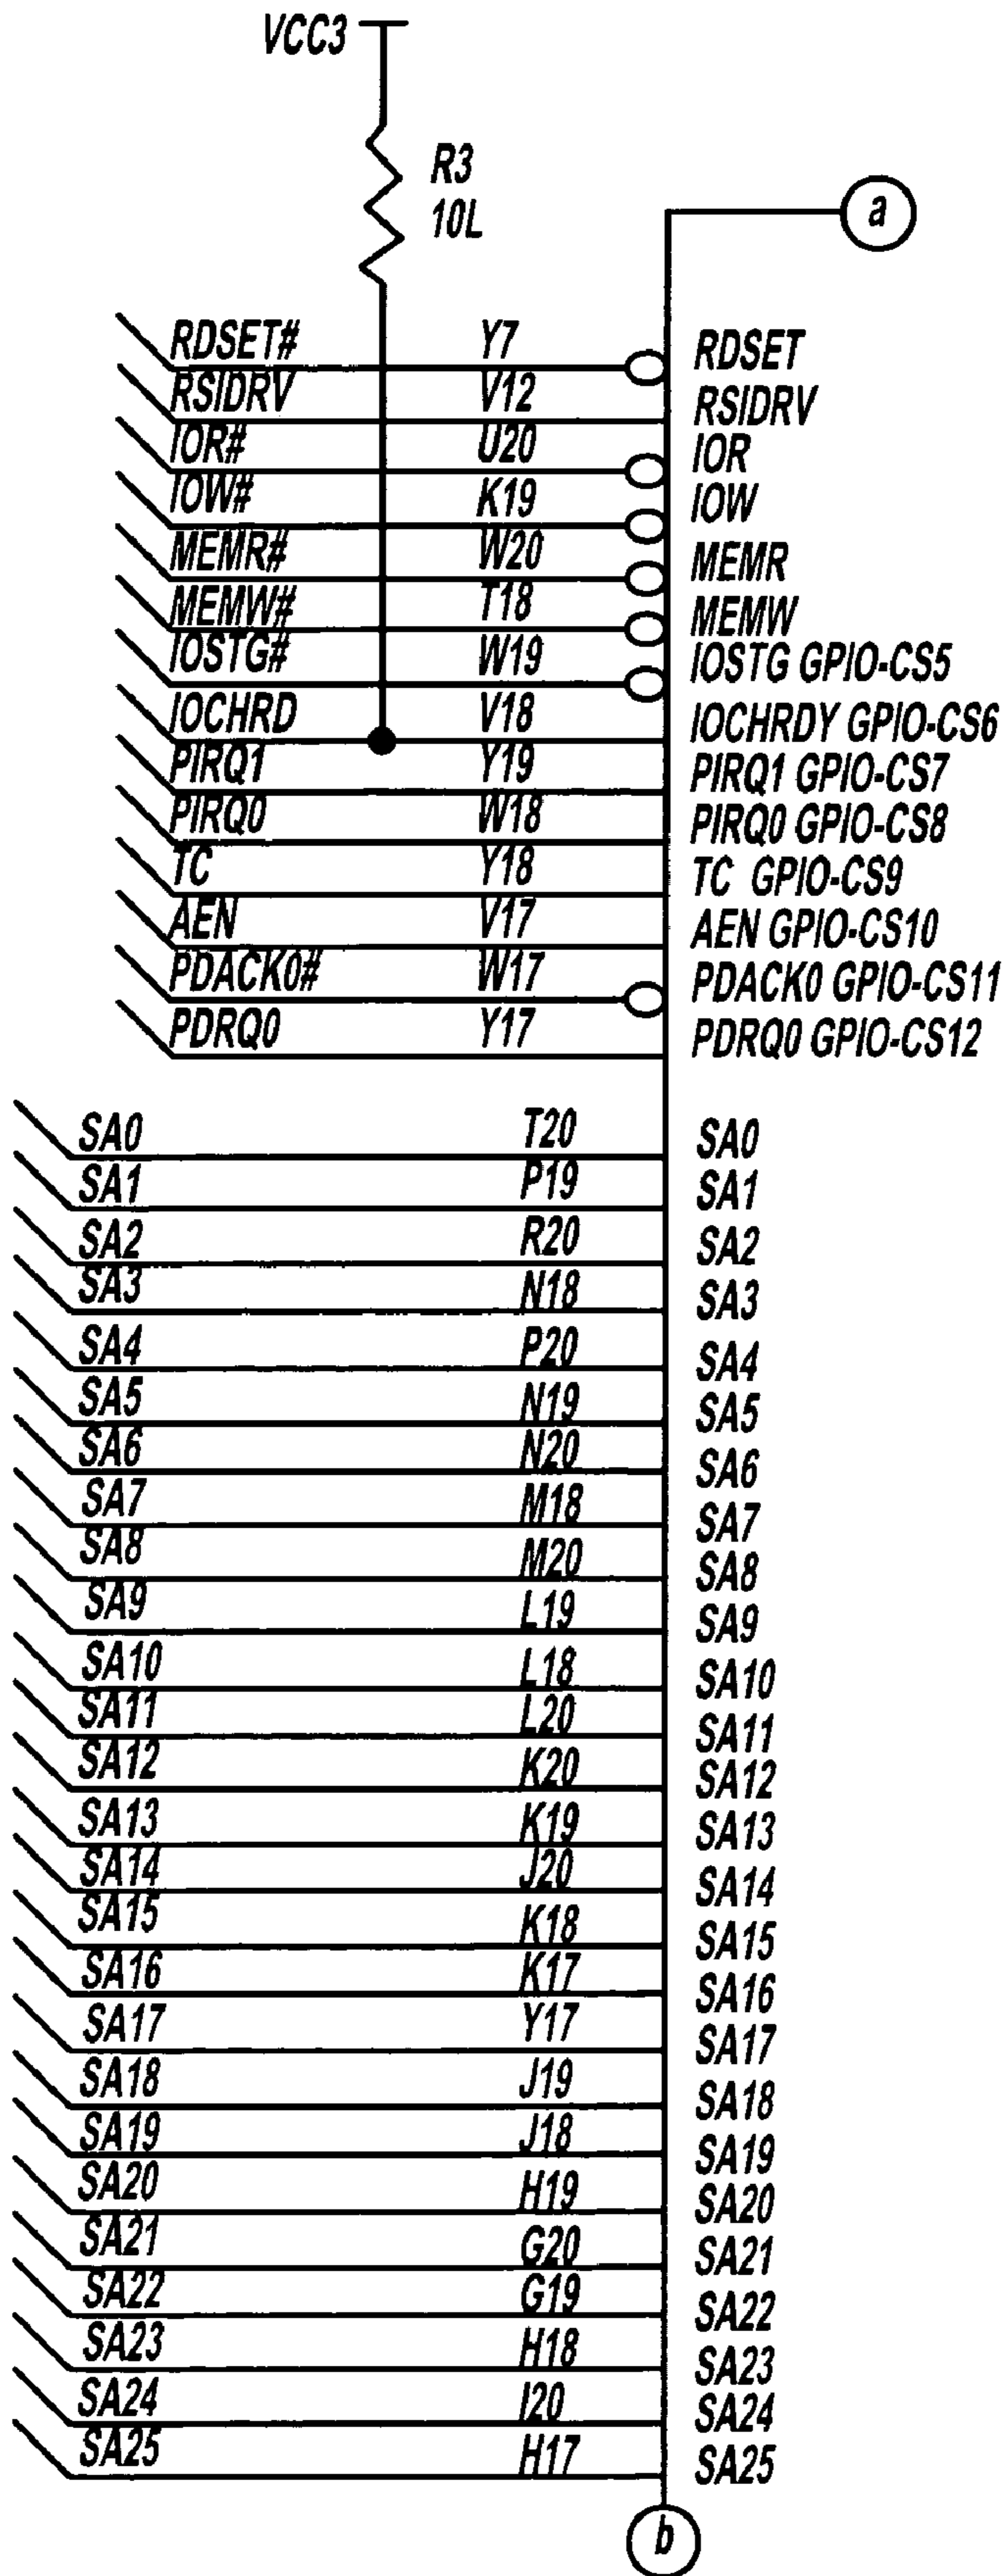 VCC3
R3
10L
a
RDSET# Y7 RDSET
RSIDRV V12 RSIDRV
IOR# U20 IOR
IOW# K19 IOW
MEMR# W20 MEMR
MEMW# T18 MEMW
IOSTG# W19 IOSTG GPIO-CS5
IOCHRD V18 IOCHRDY GPIO-CS6
PIRQ1 Y19 PIRQ1 GPIO-CS7
PIRQ0 W18 PIRQ0 GPIO-CS8
TC Y18 TC GPIO-CS9
AEN V17 AEN GPIO-CS10
PDACK0# W17 PDACK0 GPIO-CS11
PDRQ0 Y17 PDRQ0 GPIO-CS12
SA0 T20 SA0
SA1 P19 SA1
SA2 R20 SA2
SA3 N18 SA3
SA4 P20 SA4
SA5 N19 SA5
SA6 N20 SA6
SA7 M18 SA7
SA8 M20 SA8
SA9 L19 SA9
SA10 L18 SA10
SA11 L20 SA11
SA12 K20 SA12
SA13 K19 SA13
SA14 J20 SA14
SA15 K18 SA15
SA16 K17 SA16
SA17 Y17 SA17
SA18 J19 SA18
SA19 J18 SA19
SA20 H19 SA20
SA21 G20 SA21
SA22 G19 SA22
SA23 H18 SA23
SA24 I20 SA24
SA25 H17 SA25
b